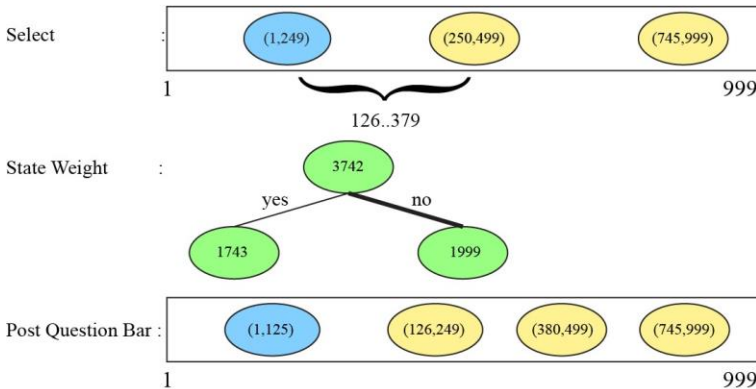 Select : (1,249) (250,499) (745,999)
1 999
126..379
State Weight : 3742
yes no
1743 1999
Post Question Bar : (1,125) (126,249) (380,499) (745,999)
1 999